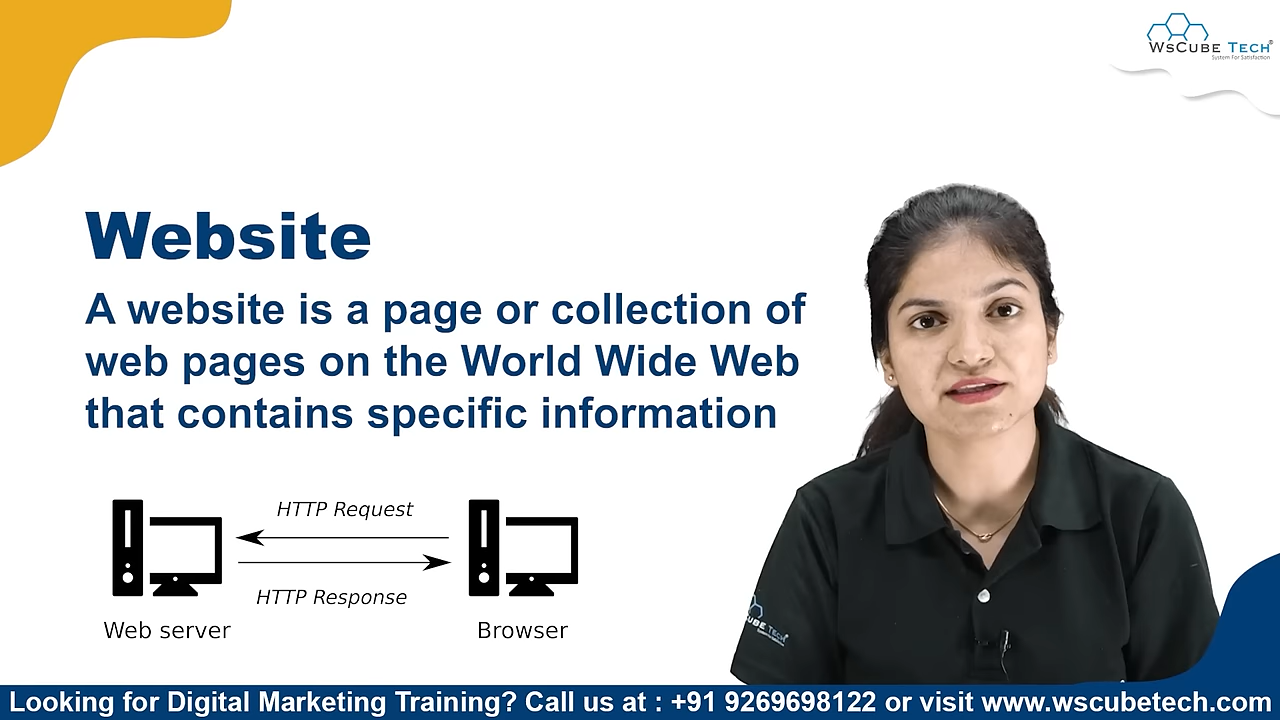 WsCube Tech®
System For Satisfaction
Website
A website is a page or collection of
web pages on the World Wide Web
that contains specific information
HTTP Request
HTTP Response
Web server
Browser
CUBE TECH®
Looking for Digital Marketing Training? Call us at : +91 9269698122 or visit www.wscubetech.com